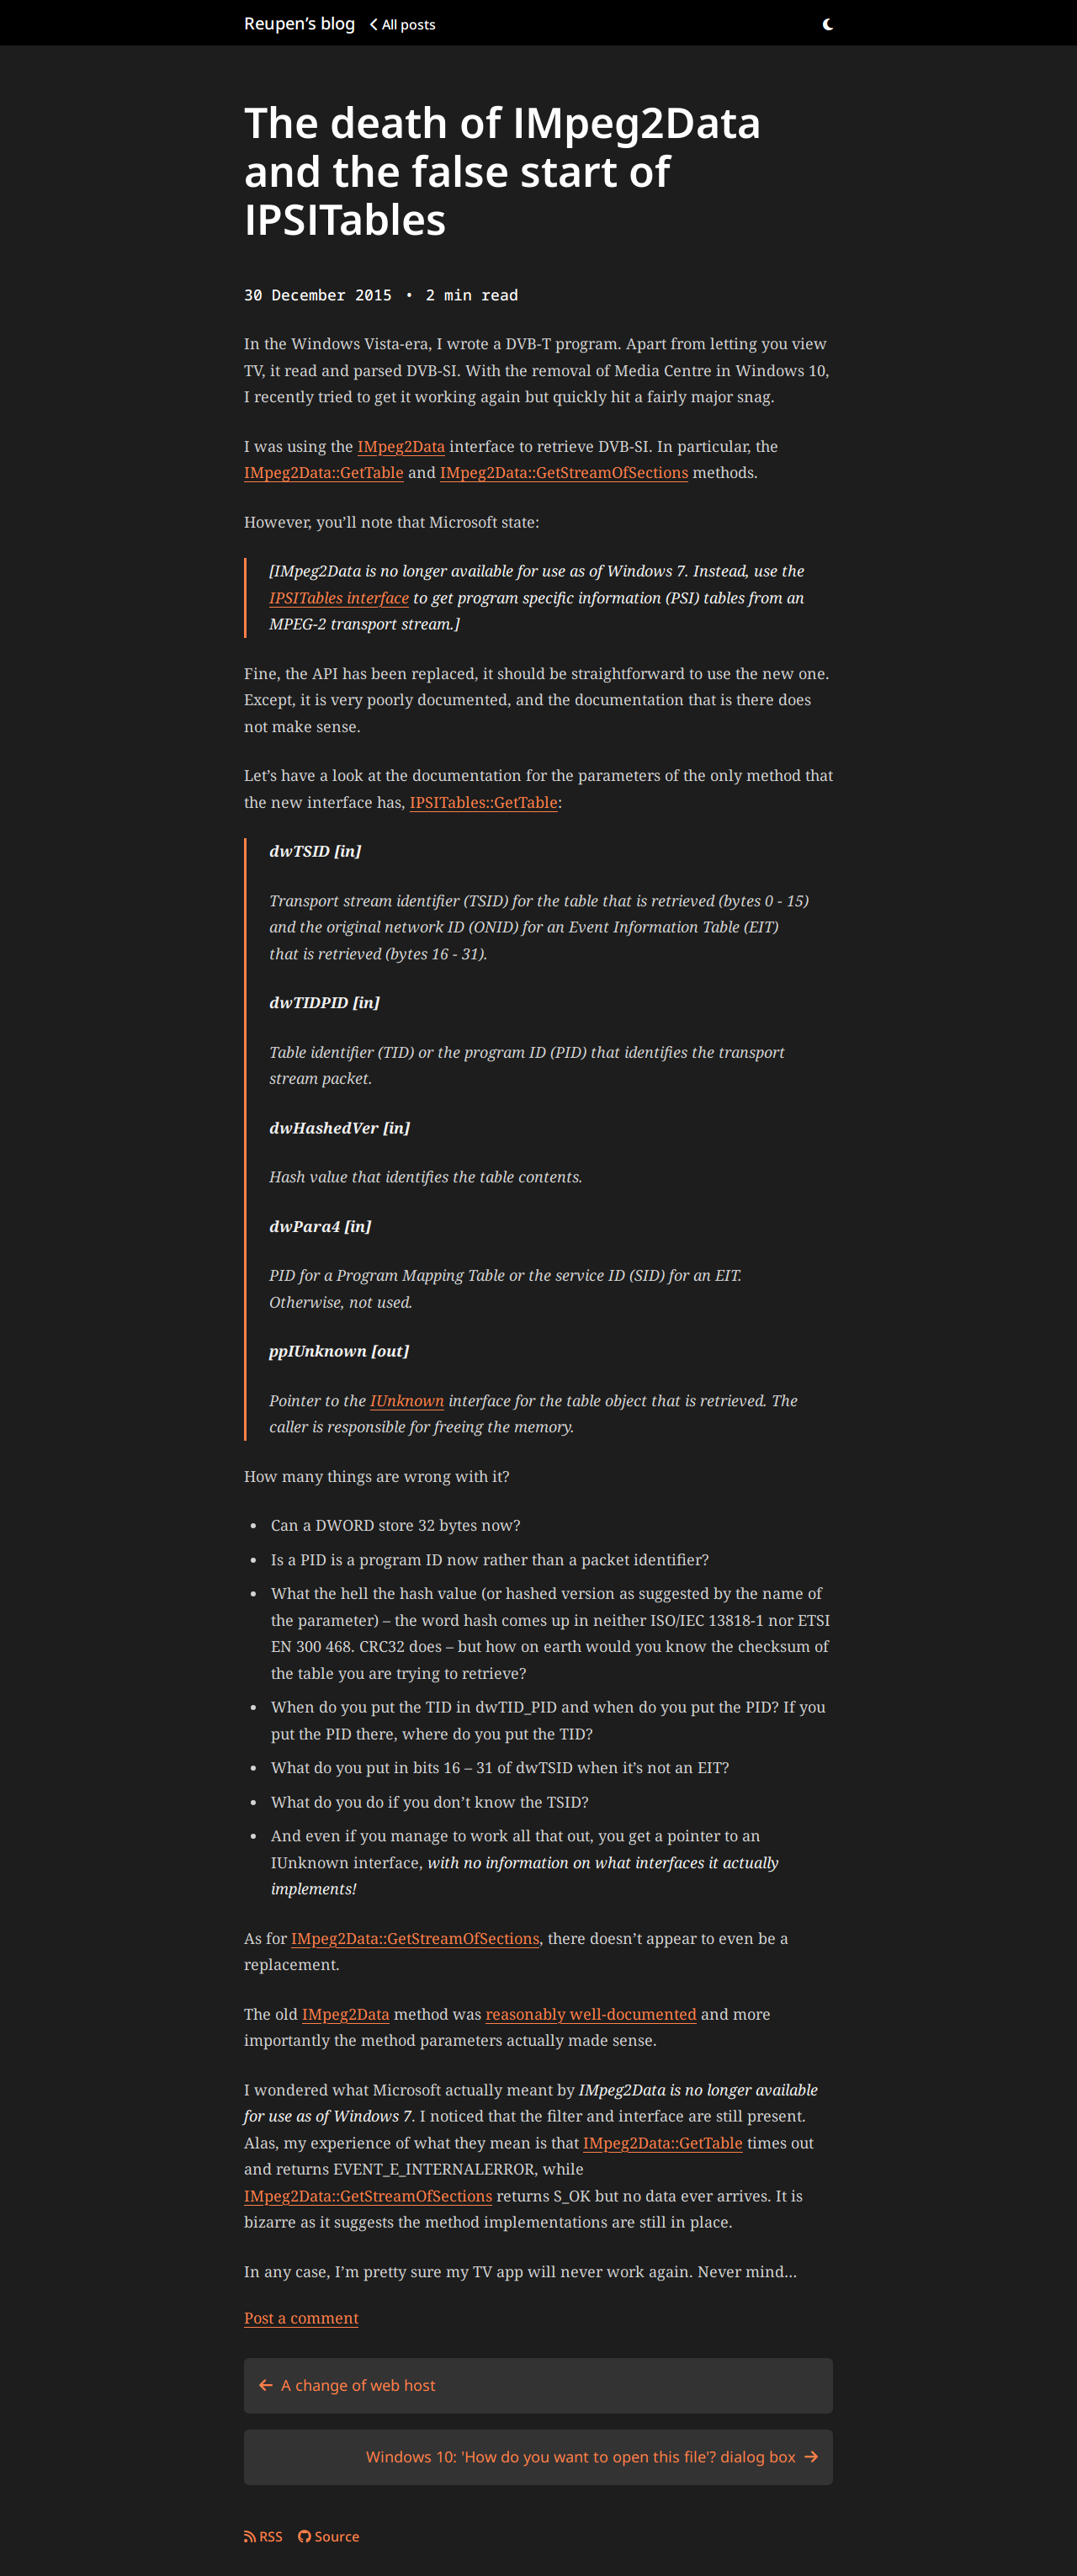 Reupen’s blog All posts
The death of IMpeg2Data
and the false start of
IPSITables
30 December 2015 • 2 min read
In the Windows Vista-era, I wrote a DVB-T program. Apart from letting you view
TV, it read and parsed DVB-SI. With the removal of Media Centre in Windows 10,
I recently tried to get it working again but quickly hit a fairly major snag.
I was using the IMpeg2Data interface to retrieve DVB-SI. In particular, the
IMpeg2Data::GetTable and IMpeg2Data::GetStreamOfSections methods.
However, you’ll note that Microsoft state:
[IMpeg2Data is no longer available for use as of Windows 7. Instead, use the
IPSITables interface to get program specific information (PSI) tables from an
MPEG-2 transport stream.]
Fine, the API has been replaced, it should be straightforward to use the new one.
Except, it is very poorly documented, and the documentation that is there does
not make sense.
Let’s have a look at the documentation for the parameters of the only method that
the new interface has, IPSITables::GetTable:
dwTSID [in]
Transport stream identifier (TSID) for the table that is retrieved (bytes 0 - 15)
and the original network ID (ONID) for an Event Information Table (EIT)
that is retrieved (bytes 16 - 31).
dwTIDPID [in]
Table identifier (TID) or the program ID (PID) that identifies the transport
stream packet.
dwHashedVer [in]
Hash value that identifies the table contents.
dwPara4 [in]
PID for a Program Mapping Table or the service ID (SID) for an EIT.
Otherwise, not used.
ppIUnknown [out]
Pointer to the IUnknown interface for the table object that is retrieved. The
caller is responsible for freeing the memory.
How many things are wrong with it?
• Can a DWORD store 32 bytes now?
• Is a PID is a program ID now rather than a packet identifier?
• What the hell the hash value (or hashed version as suggested by the name of
the parameter) – the word hash comes up in neither ISO/IEC 13818-1 nor ETSI
EN 300 468. CRC32 does – but how on earth would you know the checksum of
the table you are trying to retrieve?
• When do you put the TID in dwTID_PID and when do you put the PID? If you
put the PID there, where do you put the TID?
• What do you put in bits 16 – 31 of dwTSID when it’s not an EIT?
• What do you do if you don’t know the TSID?
• And even if you manage to work all that out, you get a pointer to an
IUnknown interface, with no information on what interfaces it actually
implements!
As for IMpeg2Data::GetStreamOfSections, there doesn’t appear to even be a
replacement.
The old IMpeg2Data method was reasonably well-documented and more
importantly the method parameters actually made sense.
I wondered what Microsoft actually meant by IMpeg2Data is no longer available
for use as of Windows 7. I noticed that the filter and interface are still present.
Alas, my experience of what they mean is that IMpeg2Data::GetTable times out
and returns EVENT_E_INTERNALERROR, while
IMpeg2Data::GetStreamOfSections returns S_OK but no data ever arrives. It is
bizarre as it suggests the method implementations are still in place.
In any case, I’m pretty sure my TV app will never work again. Never mind…
Post a comment
← A change of web host
Windows 10: 'How do you want to open this file'? dialog box →
RSS Source